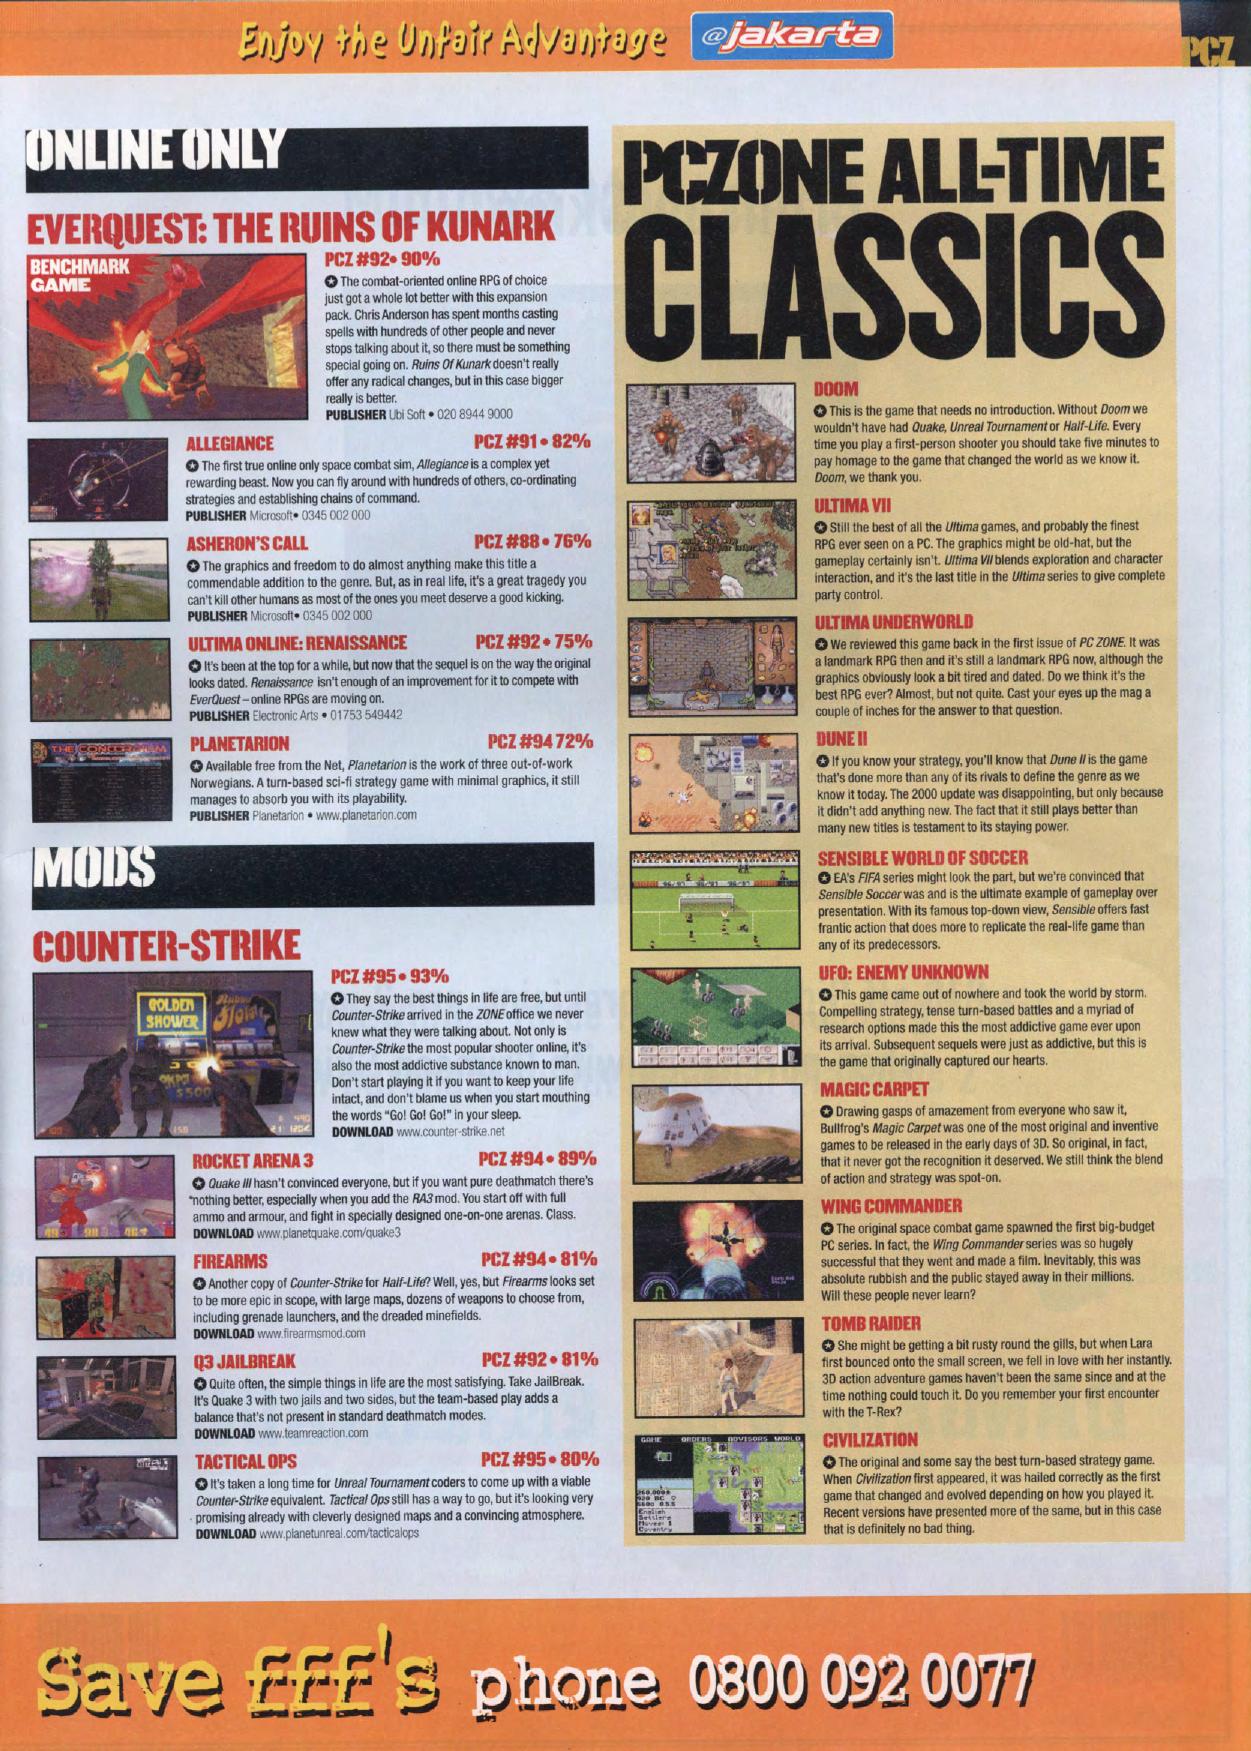 Enjoy the Unfair Advantage
@jakarta
PCZ
ONLINE ONLY
EVERQUEST: THE RUINS OF KUNARK
BENCHMARK
GAME
PCZ #92 • 90%
✪ The combat-oriented online RPG of choice
just got a whole lot better with this expansion
pack. Chris Anderson has spent months casting
spells with hundreds of other people and never
stops talking about it, so there must be something
special going on. Ruins Of Kunark doesn't really
offer any radical changes, but in this case bigger
really is better.
PUBLISHER Ubi Soft • 020 8944 9000
ALLEGIANCE PCZ #91 • 82%
✪ The first true online only space combat sim, Allegiance is a complex yet
rewarding beast. Now you can fly around with hundreds of others, co-ordinating
strategies and establishing chains of command.
PUBLISHER Microsoft • 0345 002 000
ASHERON'S CALL PCZ #88 • 76%
✪ The graphics and freedom to do almost anything make this title a
commendable addition to the genre. But, as in real life, it's a great tragedy you
can't kill other humans as most of the ones you meet deserve a good kicking.
PUBLISHER Microsoft • 0345 002 000
ULTIMA ONLINE: RENAISSANCE PCZ #92 • 75%
✪ It's been at the top for a while, but now that the sequel is on the way the original
looks dated. Renaissance isn't enough of an improvement for it to compete with
EverQuest – online RPGs are moving on.
PUBLISHER Electronic Arts • 01753 549442
PLANETARION PCZ #94 72%
✪ Available free from the Net, Planetarion is the work of three out-of-work
Norwegians. A turn-based sci-fi strategy game with minimal graphics, it still
manages to absorb you with its playability.
PUBLISHER Planetarion • www.planetarion.com
MODS
COUNTER-STRIKE
GOLDEN
SHOWER
PCZ #95 • 93%
✪ They say the best things in life are free, but until
Counter-Strike arrived in the ZONE office we never
knew what they were talking about. Not only is
Counter-Strike the most popular shooter online, it's
also the most addictive substance known to man.
Don't start playing it if you want to keep your life
intact, and don't blame us when you start mouthing
the words "Go! Go! Go!" in your sleep.
DOWNLOAD www.counter-strike.net
ROCKET ARENA 3 PCZ #94 • 89%
✪ Quake III hasn't convinced everyone, but if you want pure deathmatch there's
nothing better, especially when you add the RA3 mod. You start off with full
ammo and armour, and fight in specially designed one-on-one arenas. Class.
DOWNLOAD www.planetquake.com/quake3
FIREARMS PCZ #94 • 81%
✪ Another copy of Counter-Strike for Half-Life? Well, yes, but Firearms looks set
to be more epic in scope, with large maps, dozens of weapons to choose from,
including grenade launchers, and the dreaded minefields.
DOWNLOAD www.firearmsmod.com
Q3 JAILBREAK PCZ #92 • 81%
✪ Quite often, the simple things in life are the most satisfying. Take JailBreak.
It's Quake 3 with two jails and two sides, but the team-based play adds a
balance that's not present in standard deathmatch modes.
DOWNLOAD www.teamreaction.com
TACTICAL OPS PCZ #95 • 80%
✪ It's taken a long time for Unreal Tournament coders to come up with a viable
Counter-Strike equivalent. Tactical Ops still has a way to go, but it's looking very
promising already with cleverly designed maps and a convincing atmosphere.
DOWNLOAD www.planetunreal.com/tacticalops
PCZONE ALL-TIME
CLASSICS
DOOM
✪ This is the game that needs no introduction. Without Doom we
wouldn't have had Quake, Unreal Tournament or Half-Life. Every
time you play a first-person shooter you should take five minutes to
pay homage to the game that changed the world as we know it.
Doom, we thank you.
ULTIMA VII
✪ Still the best of all the Ultima games, and probably the finest
RPG ever seen on a PC. The graphics might be old-hat, but the
gameplay certainly isn't. Ultima VII blends exploration and character
interaction, and it's the last title in the Ultima series to give complete
party control.
ULTIMA UNDERWORLD
✪ We reviewed this game back in the first issue of PC ZONE. It was
a landmark RPG then and it's still a landmark RPG now, although the
graphics obviously look a bit tired and dated. Do we think it's the
best RPG ever? Almost, but not quite. Cast your eyes up the mag a
couple of inches for the answer to that question.
DUNE II
✪ If you know your strategy, you'll know that Dune II is the game
that's done more than any of its rivals to define the genre as we
know it today. The 2000 update was disappointing, but only because
it didn't add anything new. The fact that it still plays better than
many new titles is testament to its staying power.
SENSIBLE WORLD OF SOCCER
✪ EA's FIFA series might look the part, but we're convinced that
Sensible Soccer was and is the ultimate example of gameplay over
presentation. With its famous top-down view, Sensible offers fast
frantic action that does more to replicate the real-life game than
any of its predecessors.
UFO: ENEMY UNKNOWN
✪ This game came out of nowhere and took the world by storm.
Compelling strategy, tense turn-based battles and a myriad of
research options made this the most addictive game ever upon
its arrival. Subsequent sequels were just as addictive, but this is
the game that originally captured our hearts.
MAGIC CARPET
✪ Drawing gasps of amazement from everyone who saw it,
Bullfrog's Magic Carpet was one of the most original and inventive
games to be released in the early days of 3D. So original, in fact,
that it never got the recognition it deserved. We still think the blend
of action and strategy was spot-on.
WING COMMANDER
✪ The original space combat game spawned the first big-budget
PC series. In fact, the Wing Commander series was so hugely
successful that they went and made a film. Inevitably, this was
absolute rubbish and the public stayed away in their millions.
Will these people never learn?
TOMB RAIDER
✪ She might be getting a bit rusty round the gills, but when Lara
first bounced onto the small screen, we fell in love with her instantly.
3D action adventure games haven't been the same since and at the
time nothing could touch it. Do you remember your first encounter
with the T-Rex?
GAME ORDERS ADVISORS WORLD
English
Settlers
Moves: 1
Coventry
CIVILIZATION
✪ The original and some say the best turn-based strategy game.
When Civilization first appeared, it was hailed correctly as the first
game that changed and evolved depending on how you played it.
Recent versions have presented more of the same, but in this case
that is definitely no bad thing.
Save £££'s phone 0800 092 0077